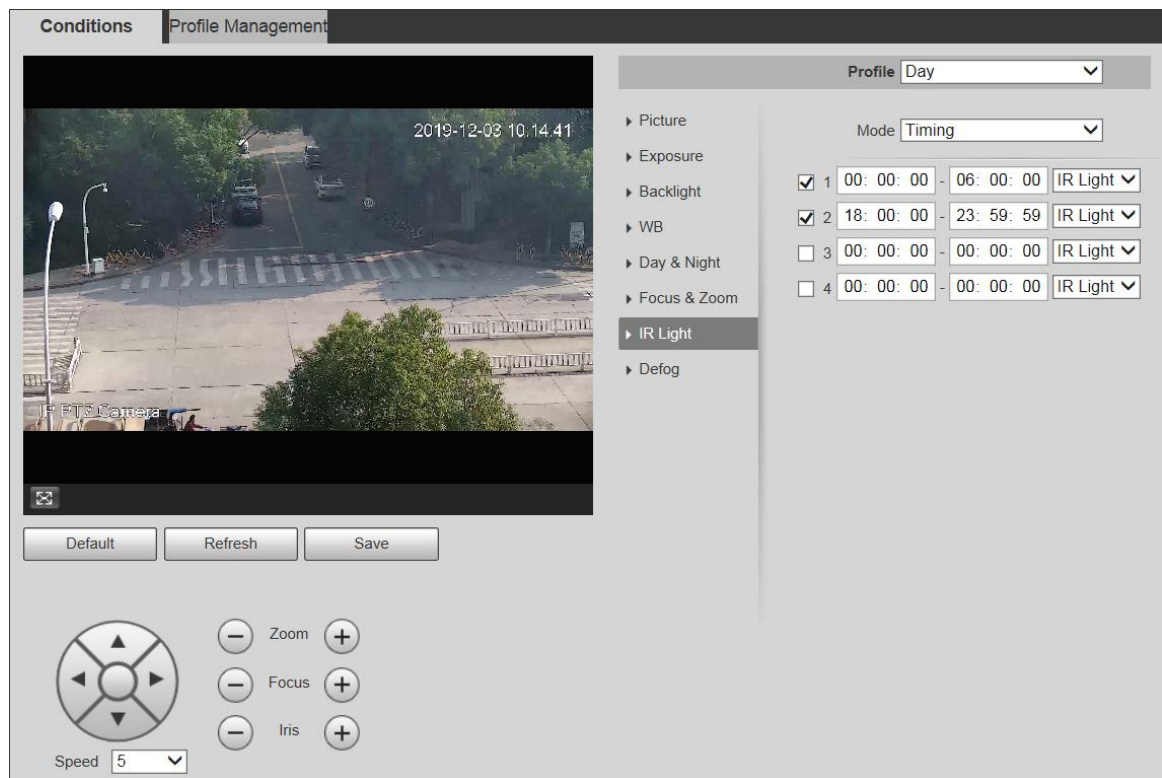 Conditions
Profile Management
2019-12-03 10:14:41
IP PTZ Camera
Default
Refresh
Save
Zoom
Focus
Iris
Speed 5
Profile Day
Picture
Exposure
Backlight
WB
Day & Night
Focus & Zoom
IR Light
Defog
Mode Timing
1 00: 00: 00 - 06: 00: 00 IR Light
2 18: 00: 00 - 23: 59: 59 IR Light
3 00: 00: 00 - 00: 00: 00 IR Light
4 00: 00: 00 - 00: 00: 00 IR Light